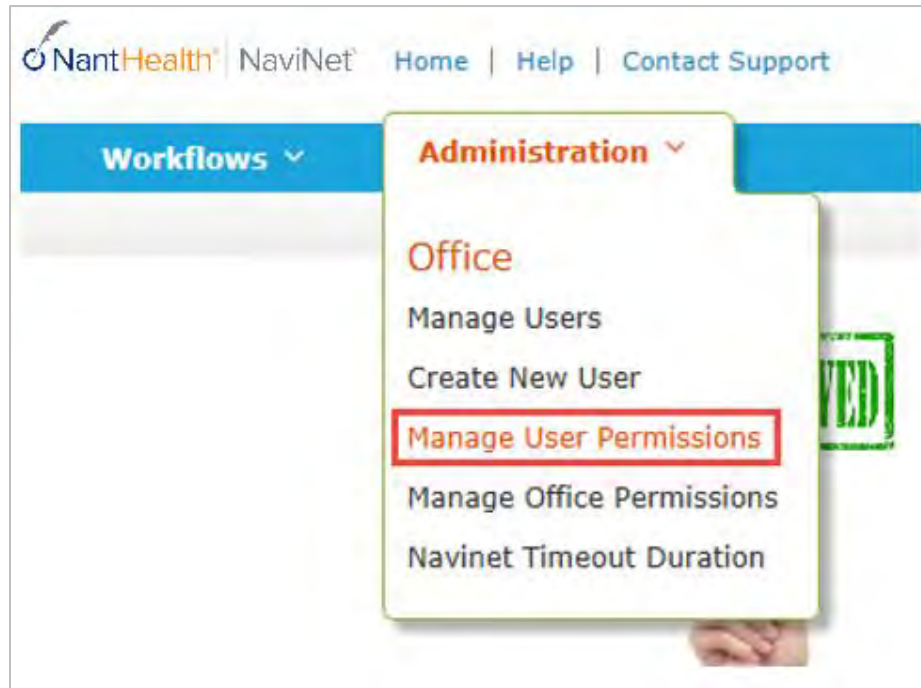 NantHealth® NaviNet® Home | Help | Contact Support
Workflows
Administration
Office
Manage Users
Create New User
Manage User Permissions
Manage Office Permissions
Navinet Timeout Duration